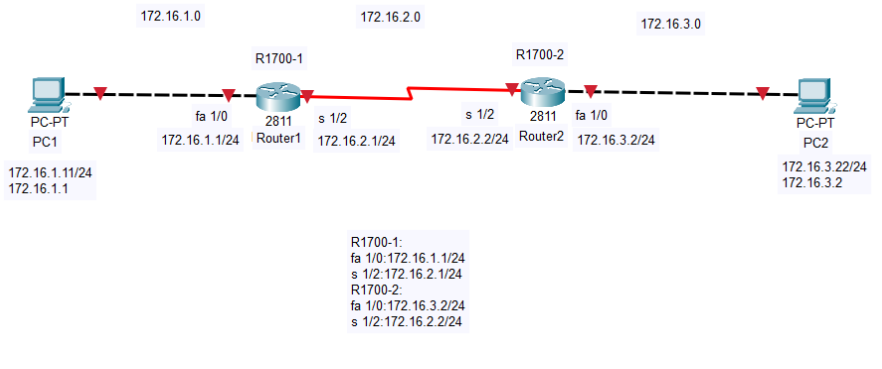 172.16.1.0
172.16.2.0
172.16.3.0
R1700-1
R1700-2
PC-PT
PC1
172.16.1.11/24
172.16.1.1
fa 1/0
172.16.1.1/24
2811
Router1
s 1/2
172.16.2.1/24
s 1/2
172.16.2.2/24
2811
Router2
fa 1/0
172.16.3.2/24
PC-PT
PC2
172.16.3.22/24
172.16.3.2
R1700-1:
fa 1/0:172.16.1.1/24
s 1/2:172.16.2.1/24
R1700-2:
fa 1/0:172.16.3.2/24
s 1/2:172.16.2.2/24